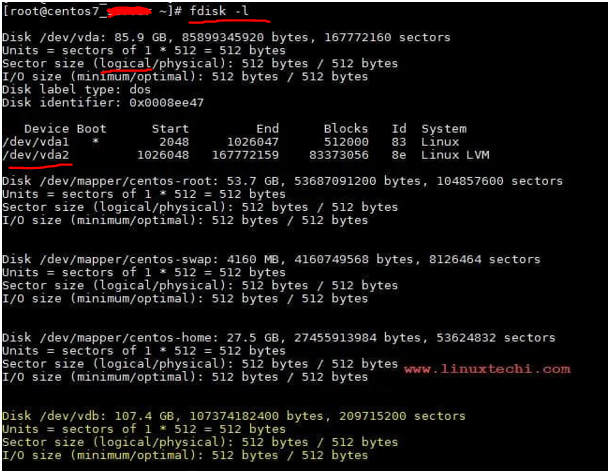 [root@centos7_ ~]# fdisk -l
Disk /dev/vda: 85.9 GB, 85899345920 bytes, 167772160 sectors
Units = sectors of 1 * 512 = 512 bytes
Sector size (logical/physical): 512 bytes / 512 bytes
I/O size (minimum/optimal): 512 bytes / 512 bytes
Disk label type: dos
Disk identifier: 0x0008ee47
Device Boot Start End Blocks Id System
/dev/vda1 * 2048 1026047 512000 83 Linux
/dev/vda2 1026048 167772159 83373056 8e Linux LVM
Disk /dev/mapper/centos-root: 53.7 GB, 53687091200 bytes, 104857600 sectors
Units = sectors of 1 * 512 = 512 bytes
Sector size (logical/physical): 512 bytes / 512 bytes
I/O size (minimum/optimal): 512 bytes / 512 bytes
Disk /dev/mapper/centos-swap: 4160 MB, 4160749568 bytes, 8126464 sectors
Units = sectors of 1 * 512 = 512 bytes
Sector size (logical/physical): 512 bytes / 512 bytes
I/O size (minimum/optimal): 512 bytes / 512 bytes
Disk /dev/mapper/centos-home: 27.5 GB, 27455913984 bytes, 53624832 sectors
Units = sectors of 1 * 512 = 512 bytes
Sector size (logical/physical): 512 bytes / 512 bytes
www.linuxtechi.com
I/O size (minimum/optimal): 512 bytes / 512 bytes
Disk /dev/vdb: 107.4 GB, 107374182400 bytes, 209715200 sectors
Units = sectors of 1 * 512 = 512 bytes
Sector size (logical/physical): 512 bytes / 512 bytes
I/O size (minimum/optimal): 512 bytes / 512 bytes